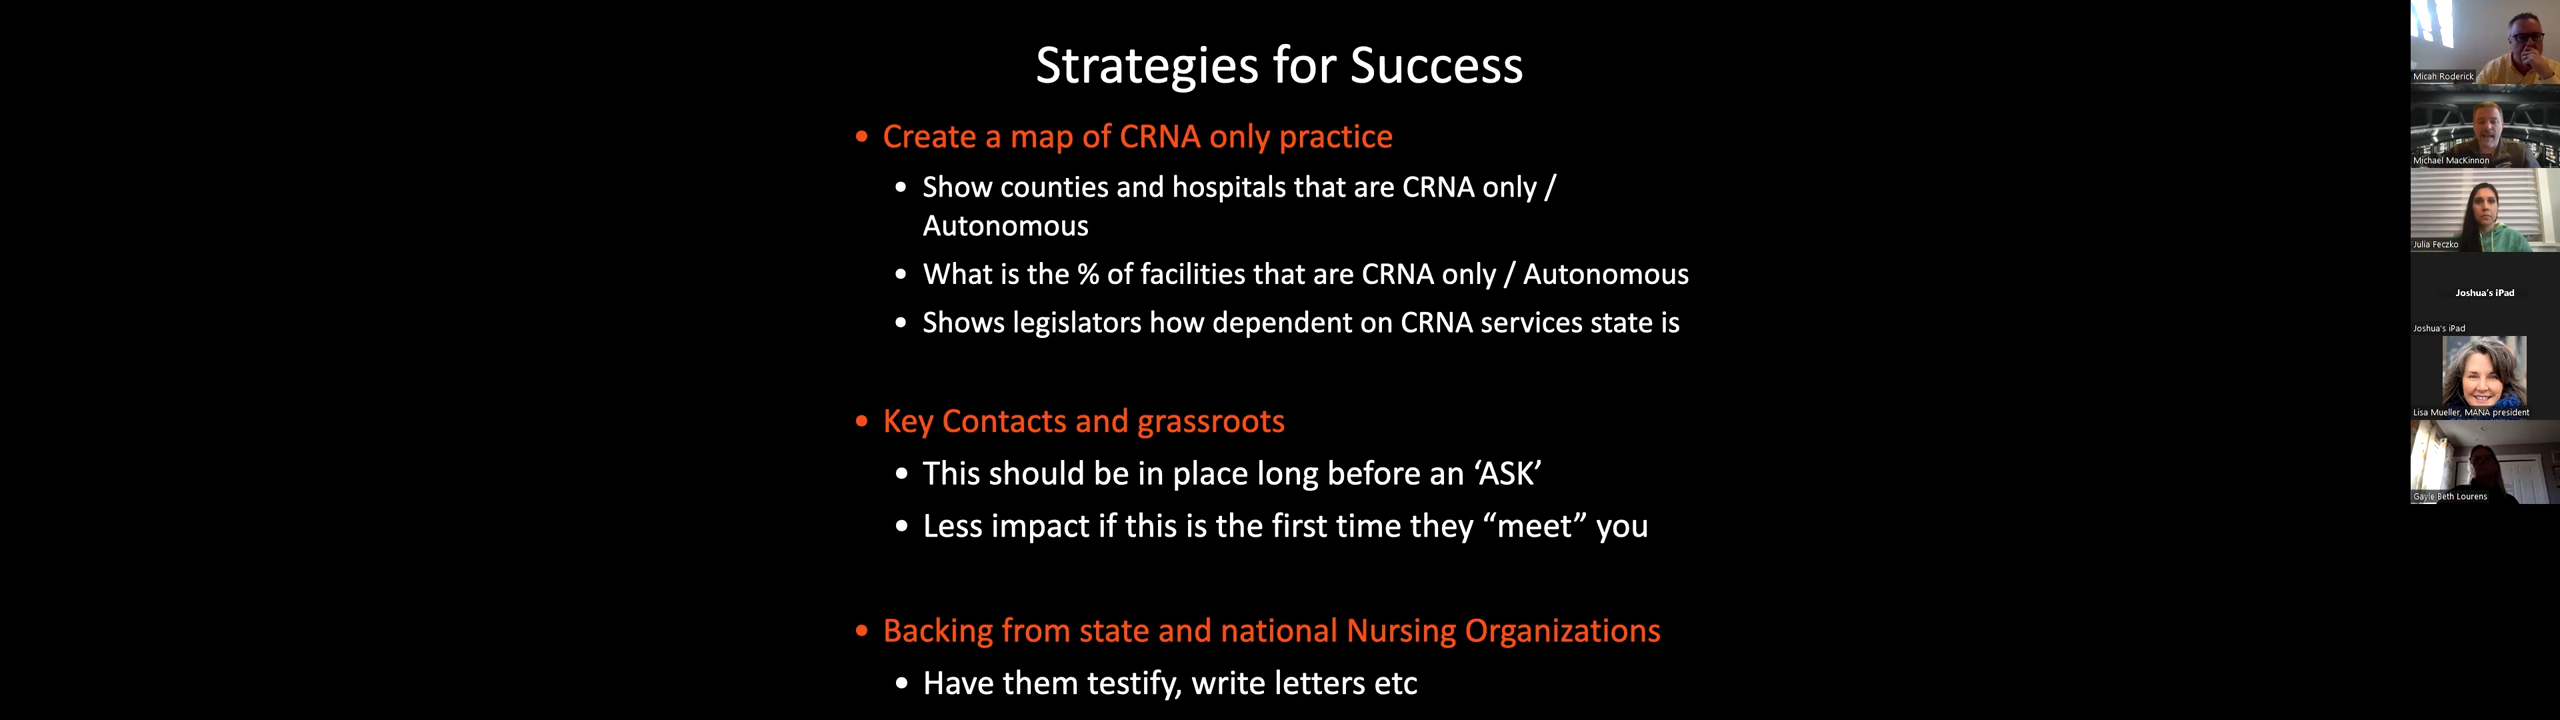 Strategies for Success
• Create a map of CRNA only practice
• Show counties and hospitals that are CRNA only /
Autonomous
• What is the % of facilities that are CRNA only / Autonomous
• Shows legislators how dependent on CRNA services state is
• Key Contacts and grassroots
• This should be in place long before an ‘ASK’
• Less impact if this is the first time they “meet” you
• Backing from state and national Nursing Organizations
• Have them testify, write letters etc
Micah Roderick
Michael MacKinnon
Julia Feczko
Joshua's iPad
Joshua's iPad
Lisa Mueller, MANA president
Gayle Beth Lourens